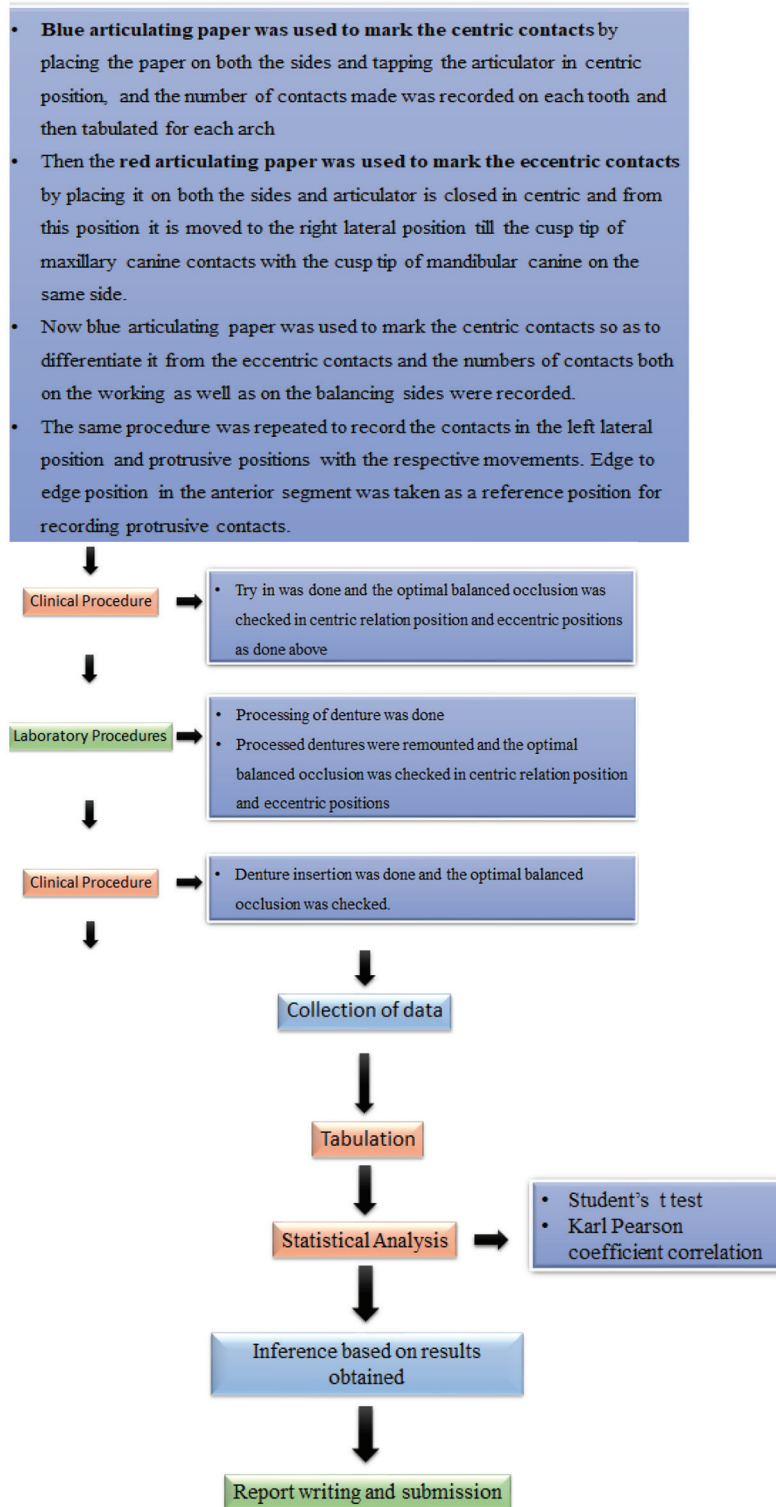 • Blue articulating paper was used to mark the centric contacts by
placing the paper on both the sides and tapping the articulator in centric
position, and the number of contacts made was recorded on each tooth and
then tabulated for each arch
• Then the red articulating paper was used to mark the eccentric contacts
by placing it on both the sides and articulator is closed in centric and from
this position it is moved to the right lateral position till the cusp tip of
maxillary canine contacts with the cusp tip of mandibular canine on the
same side.
• Now blue articulating paper was used to mark the centric contacts so as to
differentiate it from the eccentric contacts and the numbers of contacts both
on the working as well as on the balancing sides were recorded.
• The same procedure was repeated to record the contacts in the left lateral
position and protrusive positions with the respective movements. Edge to
edge position in the anterior segment was taken as a reference position for
recording protrusive contacts.
Clinical Procedure
• Try in was done and the optimal balanced occlusion was
checked in centric relation position and eccentric positions
as done above
Laboratory Procedures
• Processing of denture was done
• Processed dentures were remounted and the optimal
balanced occlusion was checked in centric relation position
and eccentric positions
Clinical Procedure
• Denture insertion was done and the optimal balanced
occlusion was checked.
Collection of data
Tabulation
Statistical Analysis
• Student's t test
• Karl Pearson
coefficient correlation
Inference based on results
obtained
Report writing and submission